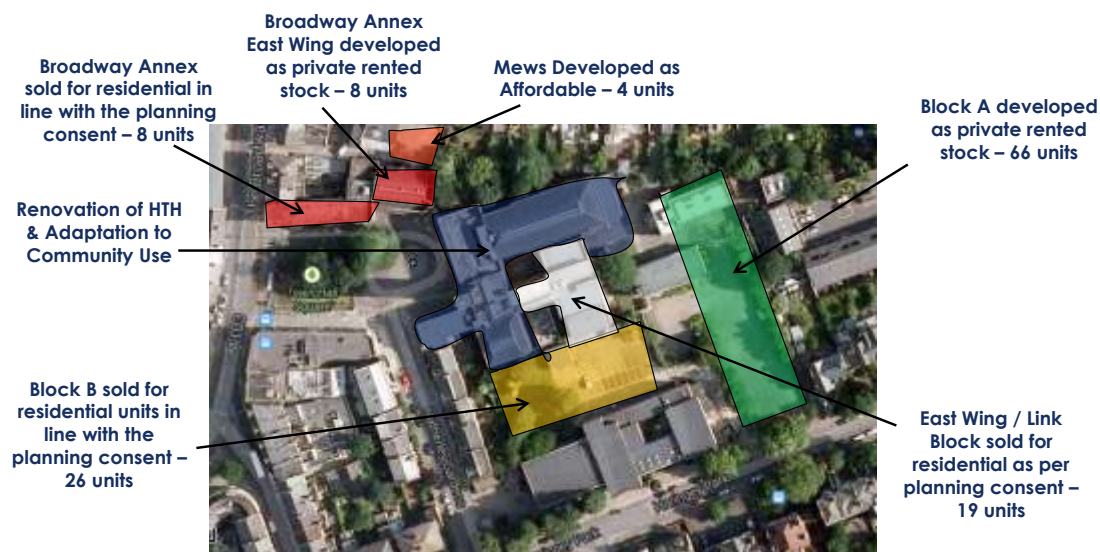 Broadway Annex
East Wing developed
as private rented
stock – 8 units
Broadway Annex
sold for residential in
line with the planning
consent – 8 units
Mews Developed as
Affordable – 4 units
Block A developed
as private rented
stock – 66 units
Renovation of HTH
& Adaptation to
Community Use
Block B sold for
residential units in
line with the
planning consent –
26 units
East Wing / Link
Block sold for
residential as per
planning consent –
19 units